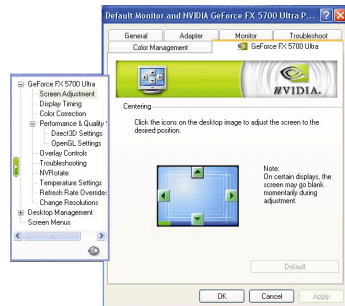 Default Monitor and NVIDIA GeForce FX 5700 Ultra P...
General
Adapter
Monitor
Troubleshoot
Color Management
GeForce FX 5700 Ultra
NVIDIA.
Centering
Click the icons on the desktop image to adjust the screen to the
desired position.
Note:
On certain displays, the
screen may go blank
momentarily during
adjustment.
Default
OK
Cancel
Apply
GeForce FX 5700 Ultra
Screen Adjustment
Display Timing
Color Correction
Performance & Quality
Direct3D Settings
OpenGL Settings
Overlay Controls
Troubleshooting
NVRotate
Temperature Settings
Refresh Rate Overrides
Change Resolutions
Desktop Management
Screen Menus